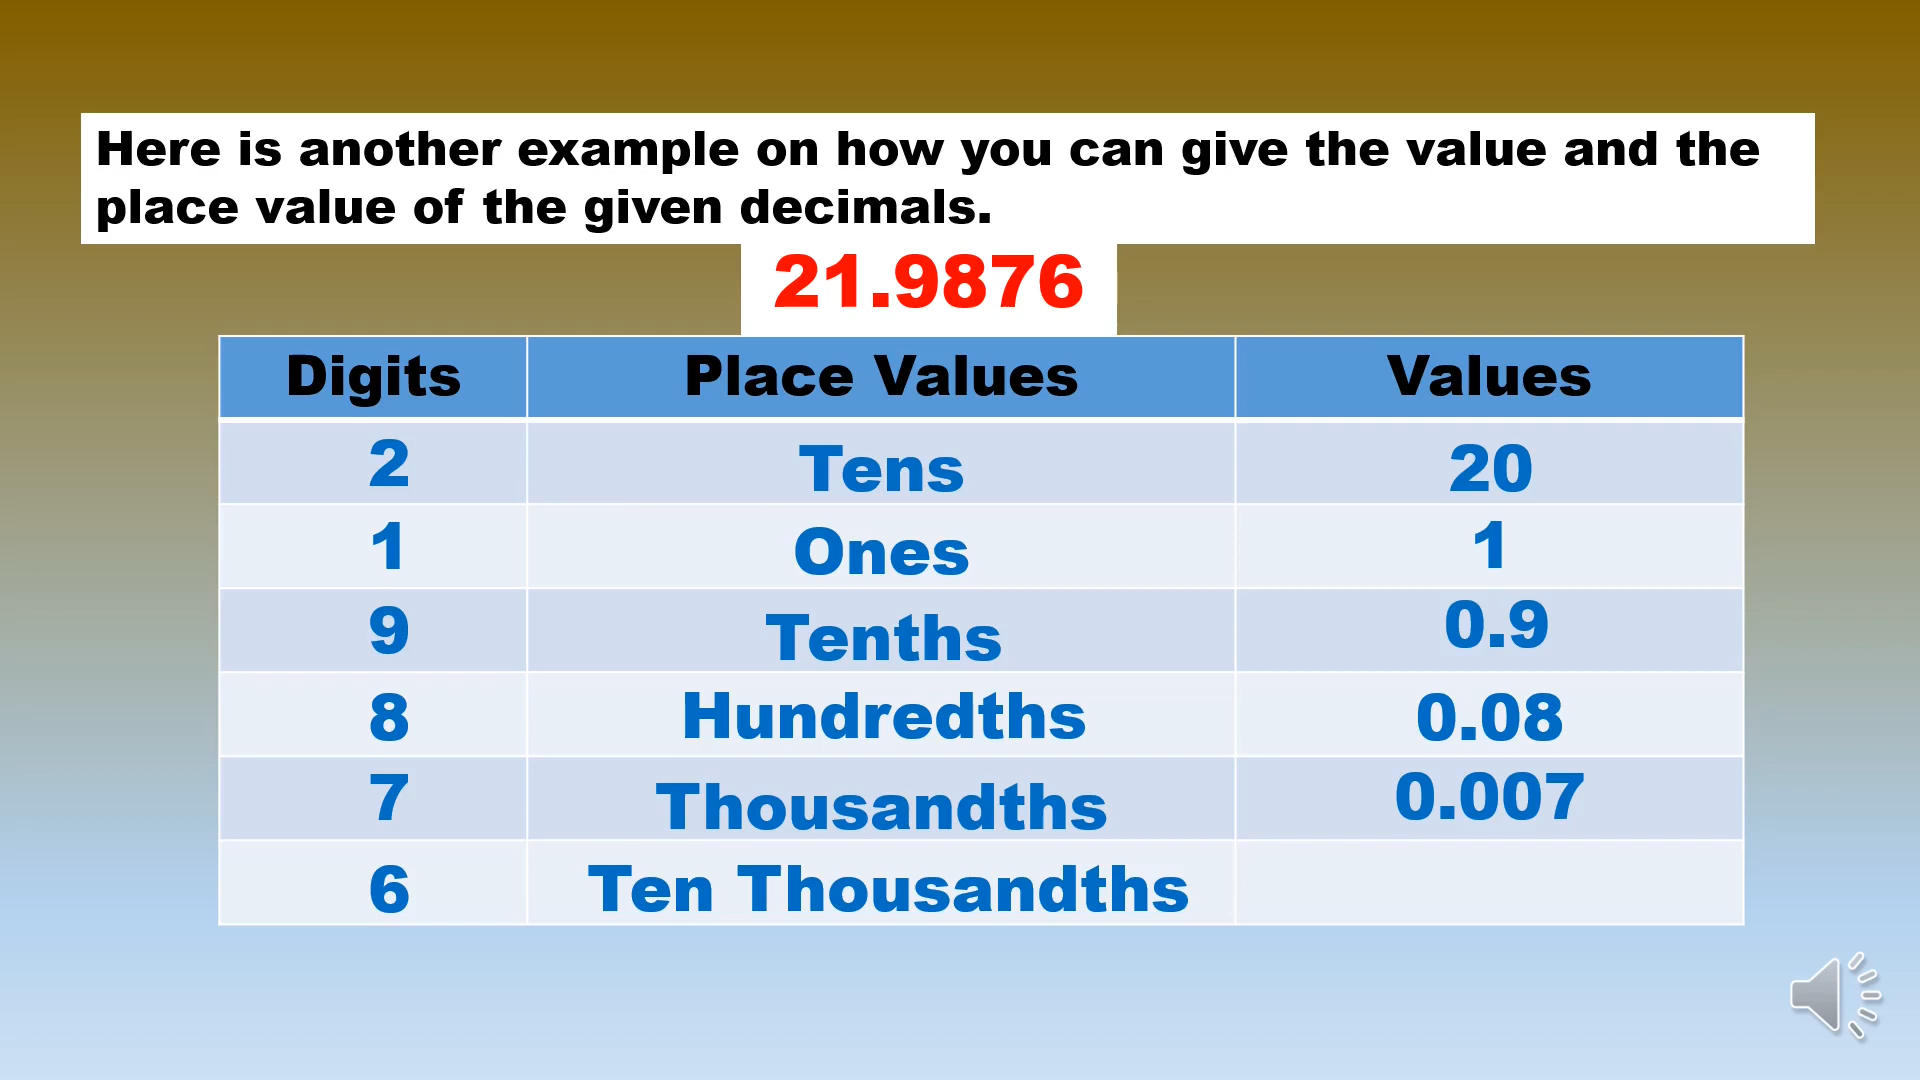 Here is another example on how you can give the value and the
place value of the given decimals.
21.9876
Digits Place Values Values
2 Tens 20
1 Ones 1
9 Tenths 0.9
8 Hundredths 0.08
7 Thousandths 0.007
6 Ten Thousandths